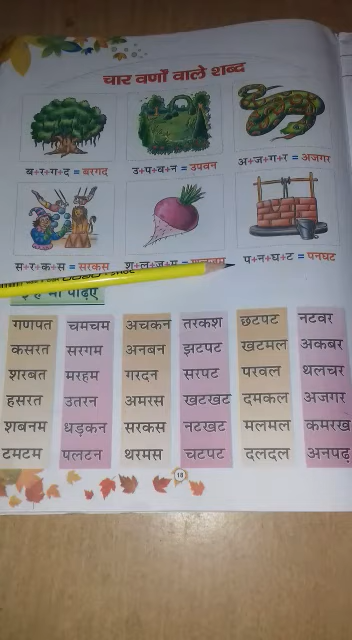 चार वर्णों वाले शब्द
ब+र+ग+द = बरगद
उ+प+व+न = उपवन
अ+ज+ग+र = अजगर
स+र+क+स = सरकस
प+न+घ+ट = पनघट
गणपत चमचम अचकन तरकश छटपट नटवर
कसरत सरगम अनबन झटपट खटमल अकबर
शरबत मरहम गरदन सरपट परवल थलचर
हसरत उतरन अमरस खटखट दमकल अजगर
शबनम धड़कन सरकस नटखट मलमल कमरख
टमटम पलटन थरमस चटपट दलदल अनपढ़
18